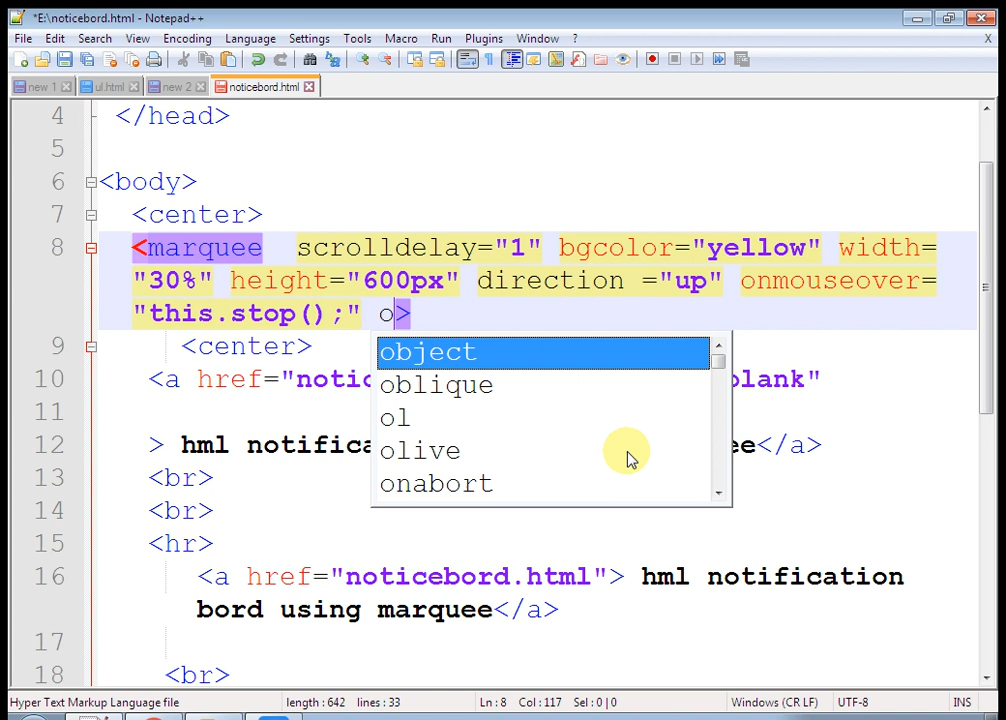 *E:\noticebord.html - Notepad++
File Edit Search View Encoding Language Settings Tools Macro Run Plugins Window ? X
new 1 ul.html new 2 noticebord.html
4 </head>
5
6 <body>
7 <center>
8 <marquee scrolldelay="1" bgcolor="yellow" width=
"30%" height="600px" direction ="up" onmouseover=
"this.stop();" o>
9 <center>
10 <a href="notic blank"
11
12 > hml notifica ee</a>
13 <br>
14 <br>
15 <hr>
16 <a href="noticebord.html"> hml notification
bord using marquee</a>
17
18 <br>
object
oblique
ol
olive
onabort
Hyper Text Markup Language file length : 642 lines : 33 Ln : 8 Col : 117 Sel : 0 | 0 Windows (CR LF) UTF-8 INS